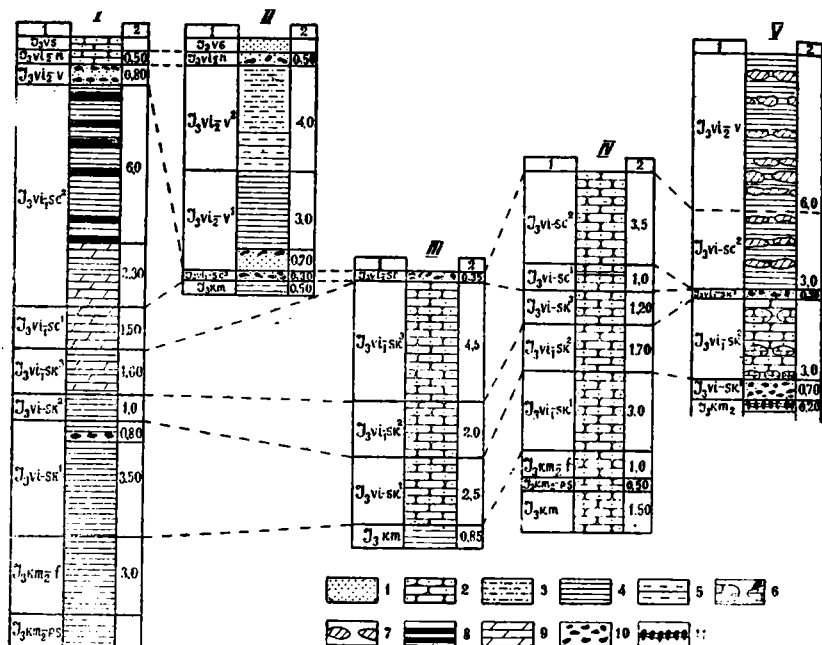 I
1 2
J₃vs
J₃vi₂n 0,50
J₃vi₂v 0,80
J₃vi₁sc² 6,0
2,30
J₃vi₁sc¹ 1,50
J₃vi₁sk³ 1,60
J₃vi-sk² 1,0
0,80
J₃vi-sk¹ 3,50
J₃km₂f 3,0
J₃km₂ps
II
J₃vs
J₃vi₂n 0,50
J₃vi₂v² 4,0
J₃vi₂v¹ 3,0
0,70
0,30
J₃km 0,50
III
1 2
0,35
J₃vi₁sk³ 4,5
J₃vi₁sk² 2,0
J₃vi-sk¹ 2,5
J₃km 0,85
IV
1 2
J₃vi-sc² 3,5
J₃vi-sc¹ 1,0
J₃vi-sk³ 1,20
J₃vi₁sk² 1,70
J₃vi₁sk¹ 3,0
J₃km₂f 1,0
J₃km₂ps 0,50
J₃km 1,50
V
1 2
J₃vi₂v 6,0
J₃vi-sc² 3,0
J₃vi₁sk² 3,0
J₃vi-sk 0,70
J₃km₂ 0,20
1 2 3 4 5 6
7 8 9 10 11